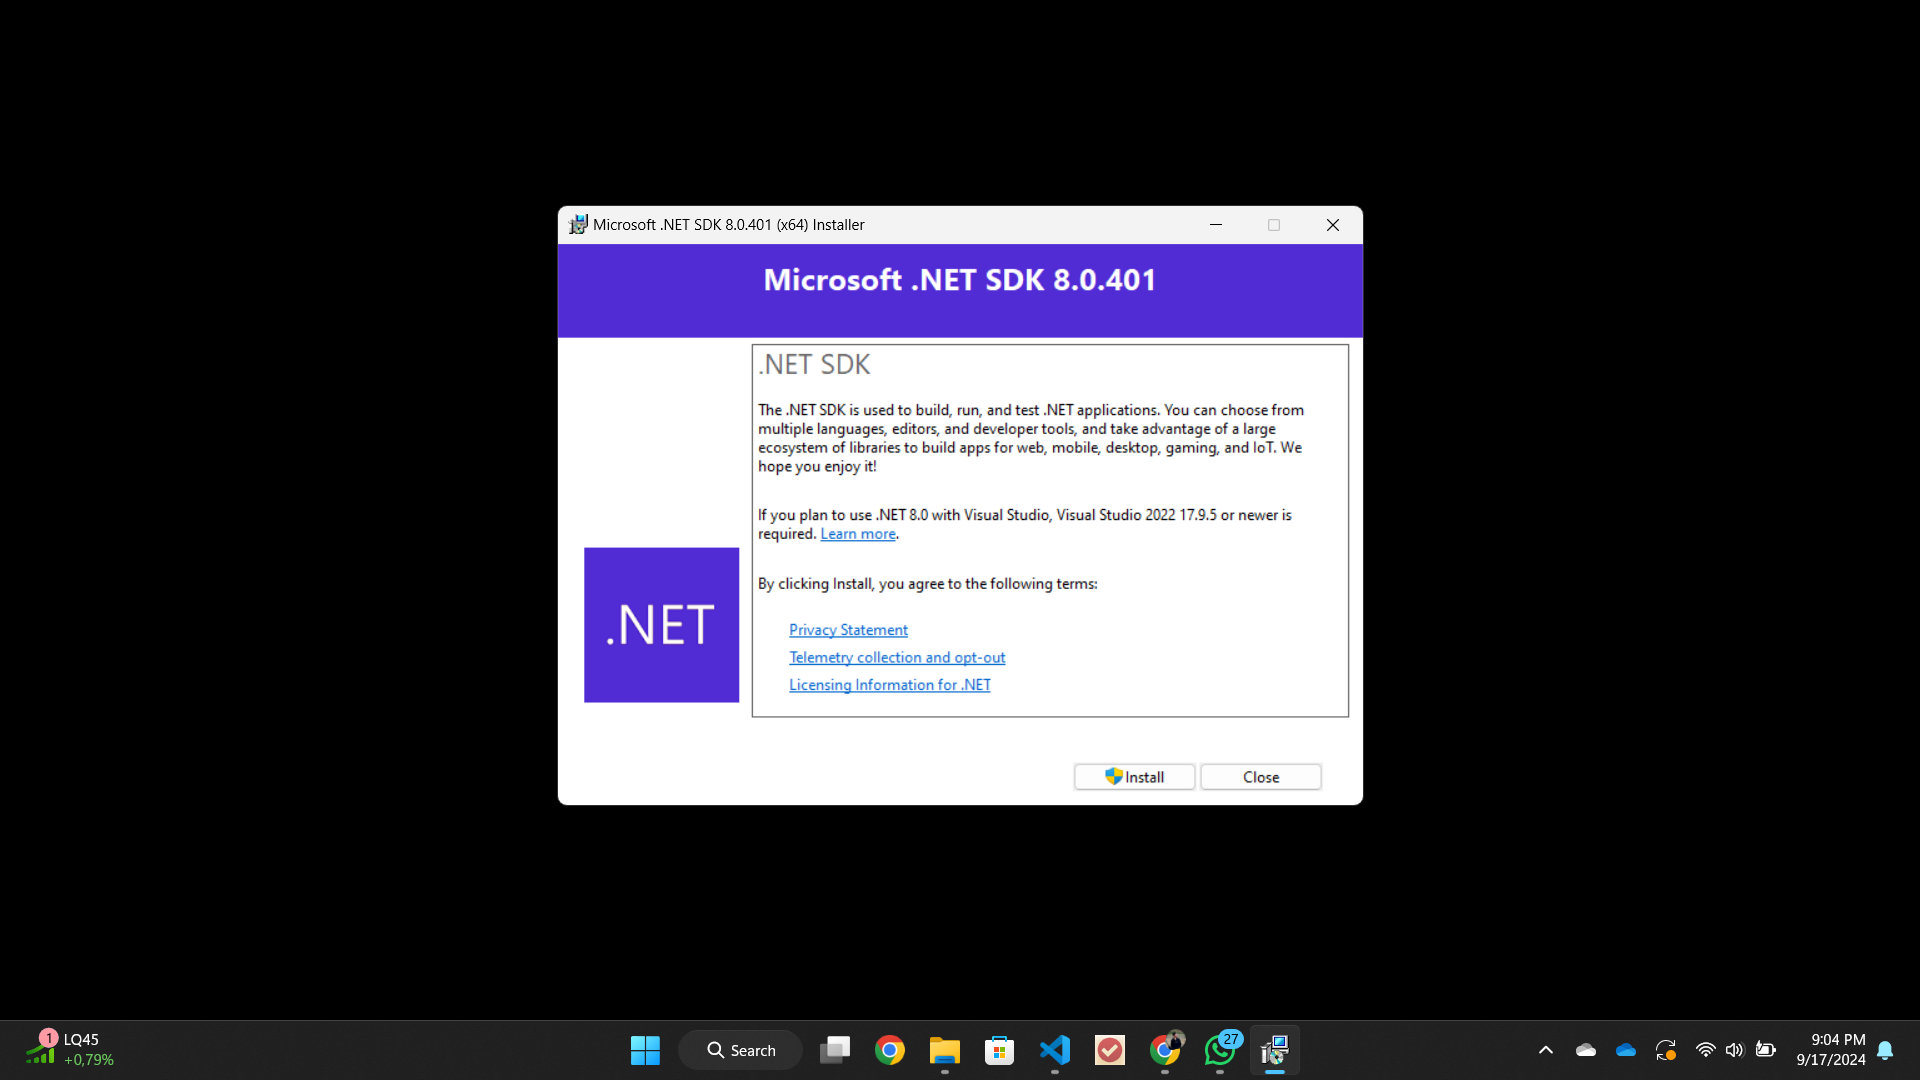 Microsoft .NET SDK 8.0.401 (x64) Installer
Microsoft .NET SDK 8.0.401
.NET SDK
The .NET SDK is used to build, run, and test .NET applications. You can choose from
multiple languages, editors, and developer tools, and take advantage of a large
ecosystem of libraries to build apps for web, mobile, desktop, gaming, and IoT. We
hope you enjoy it!
If you plan to use .NET 8.0 with Visual Studio, Visual Studio 2022 17.9.5 or newer is
required. Learn more.
By clicking Install, you agree to the following terms:
Privacy Statement
Telemetry collection and opt-out
Licensing Information for .NET
.NET
Install
Close
1
LQ45
+0,79%
Search
27
9:04 PM
9/17/2024